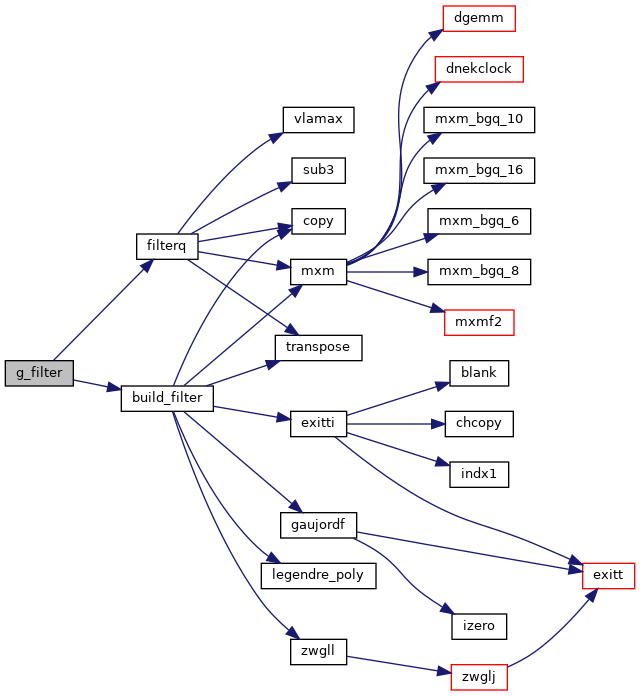 dgemm
dnekclock
vlamax
mxm_bgq_10
sub3
mxm_bgq_16
copy
mxm_bgq_6
filterq
mxm
mxm_bgq_8
mxmf2
transpose
g_filter
blank
build_filter
exitti
chcopy
indx1
gaujordf
legendre_poly
exitt
izero
zwgll
zwglj